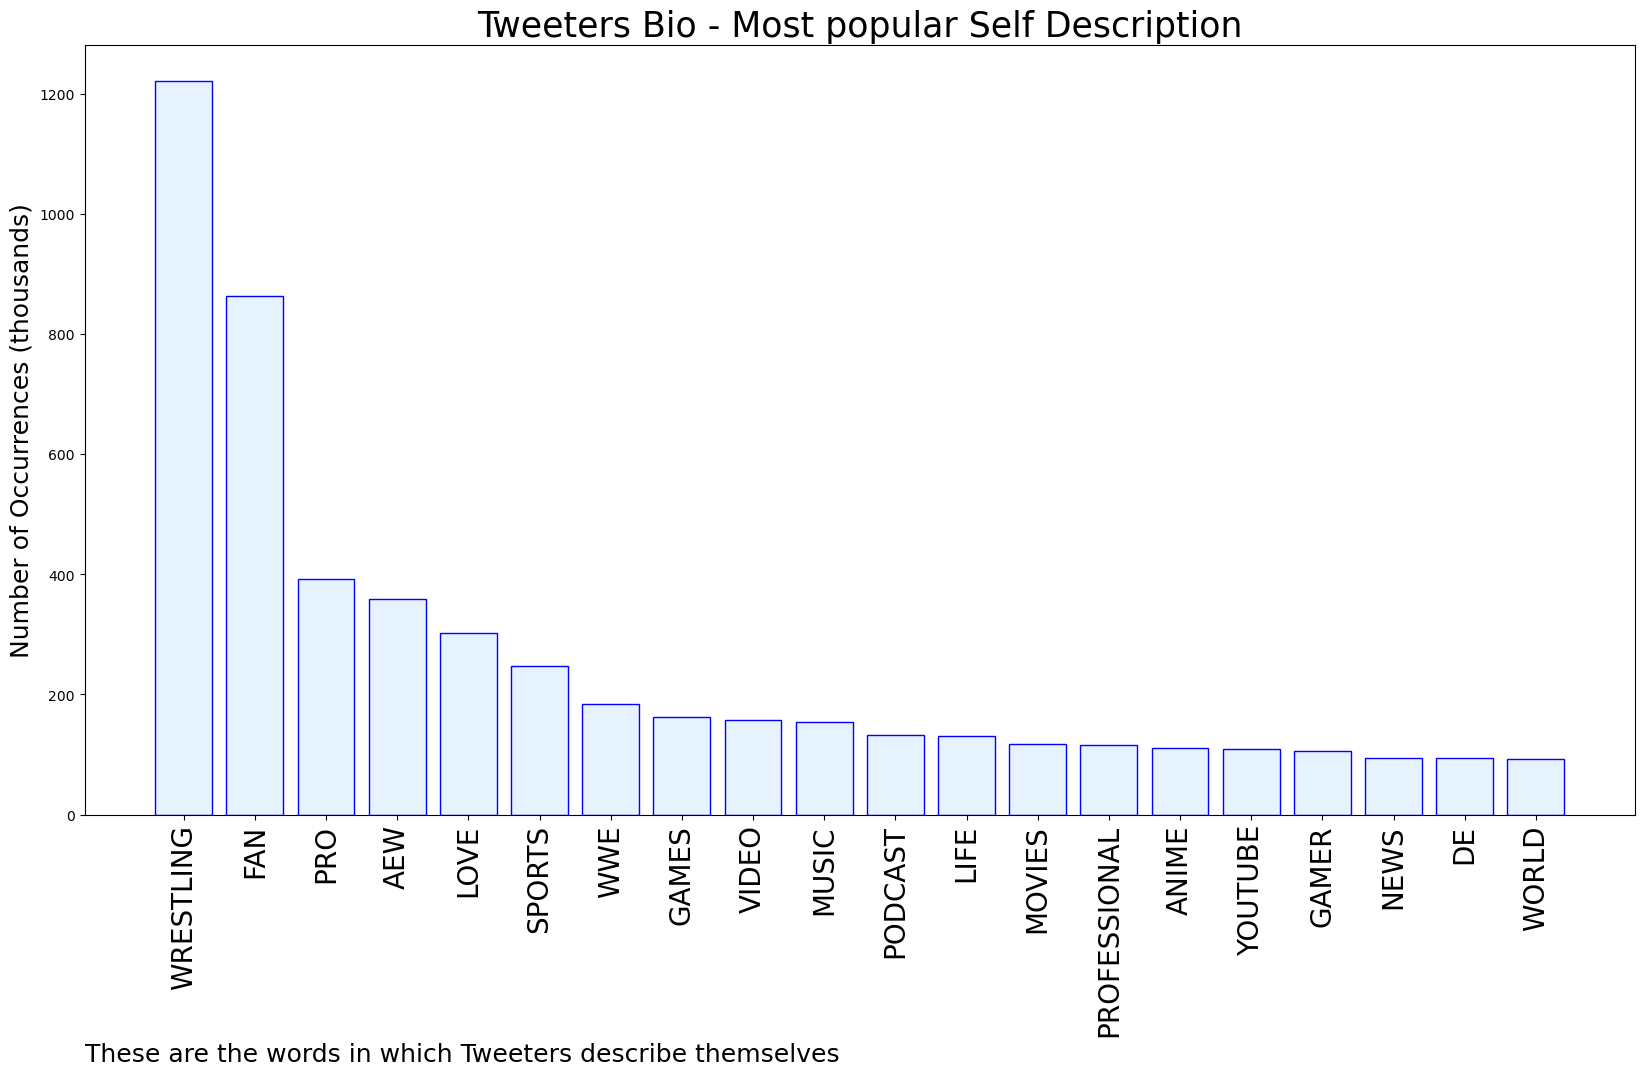 Tweeters Bio - Most popular Self Description
Number of Occurrences (thousands)
1200
1000
800
600
400
200
0
WRESTLING
FAN
PRO
AEW
LOVE
SPORTS
WWE
GAMES
VIDEO
MUSIC
PODCAST
LIFE
MOVIES
PROFESSIONAL
ANIME
YOUTUBE
GAMER
NEWS
DE
WORLD
These are the words in which Tweeters describe themselves